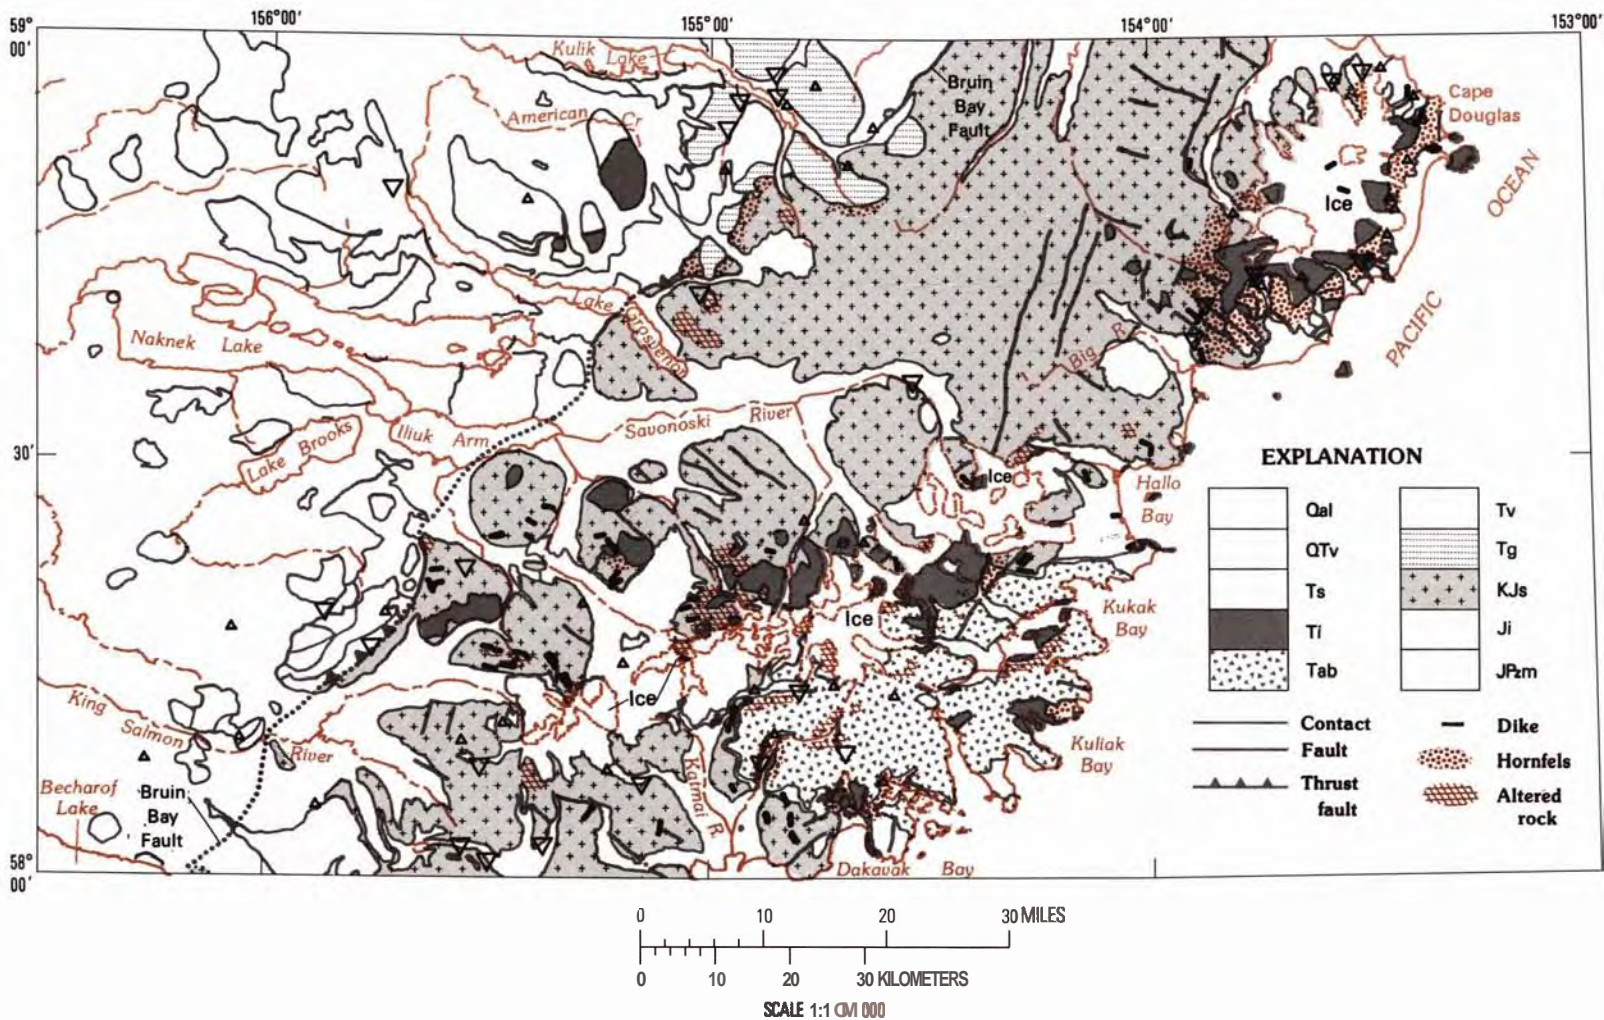 156°00'
155°00'
154°00'
153°00'
59°
00'
Kulik
Lake
Bruin
Bay
Fault
Cape
Douglas
American Cr
OCEAN
Ice
PACIFIC
Lake Grosvenor
Naknek Lake
Big R
Savonoski River
Iliuk Arm
Lake Brooks
30'
Ice
Hallo
Bay
Kukak
Bay
Ice
Ice
King
Salmon
River
Kuliak
Bay
Katmai R
Becharof
Lake
Bruin
Bay
Fault
58°
00'
Dakavak Bay
EXPLANATION
Qal
QTv
Ts
Ti
Tab
Tv
Tg
KJs
Ji
JPzm
Contact
Fault
Thrust
fault
Dike
Hornfels
Altered
rock
0 10 20 30 MILES
0 10 20 30 KILOMETERS
SCALE 1:1 000